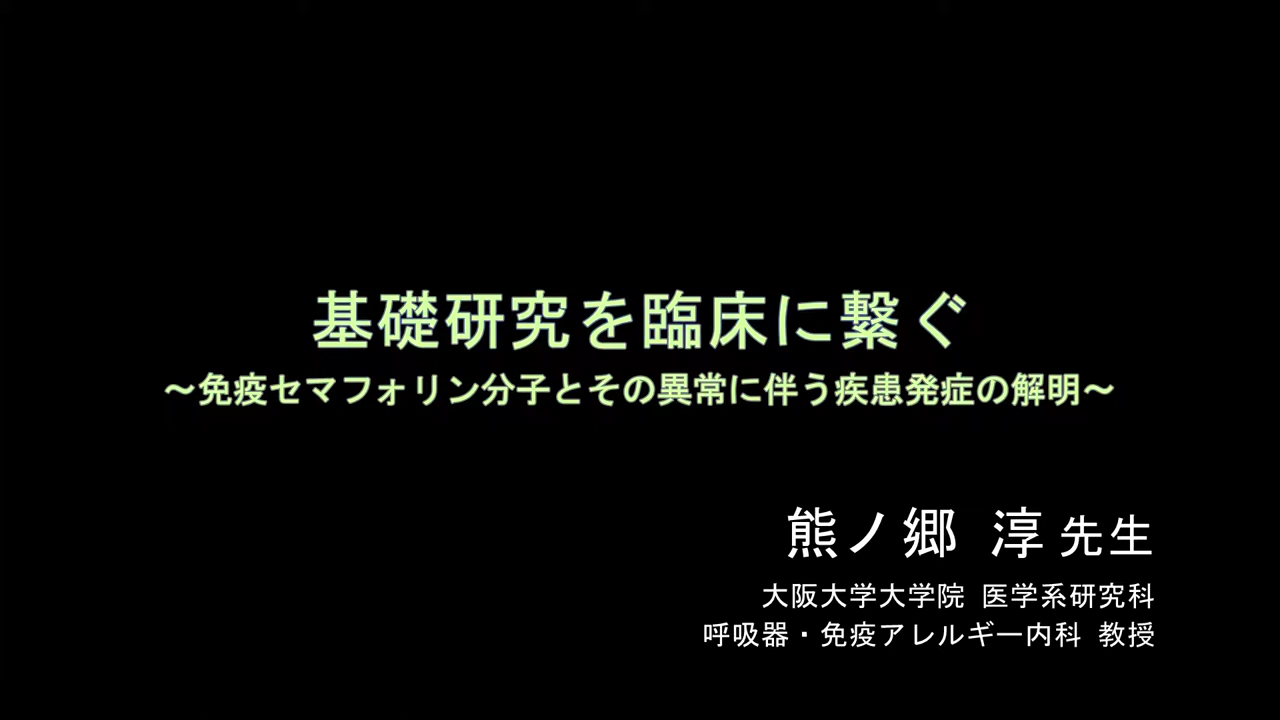 基礎研究を臨床に繋ぐ
～免疫セマフォリン分子とその異常に伴う疾患発症の解明～
熊ノ郷 淳 先生
大阪大学大学院 医学系研究科
呼吸器・免疫アレルギー内科 教授